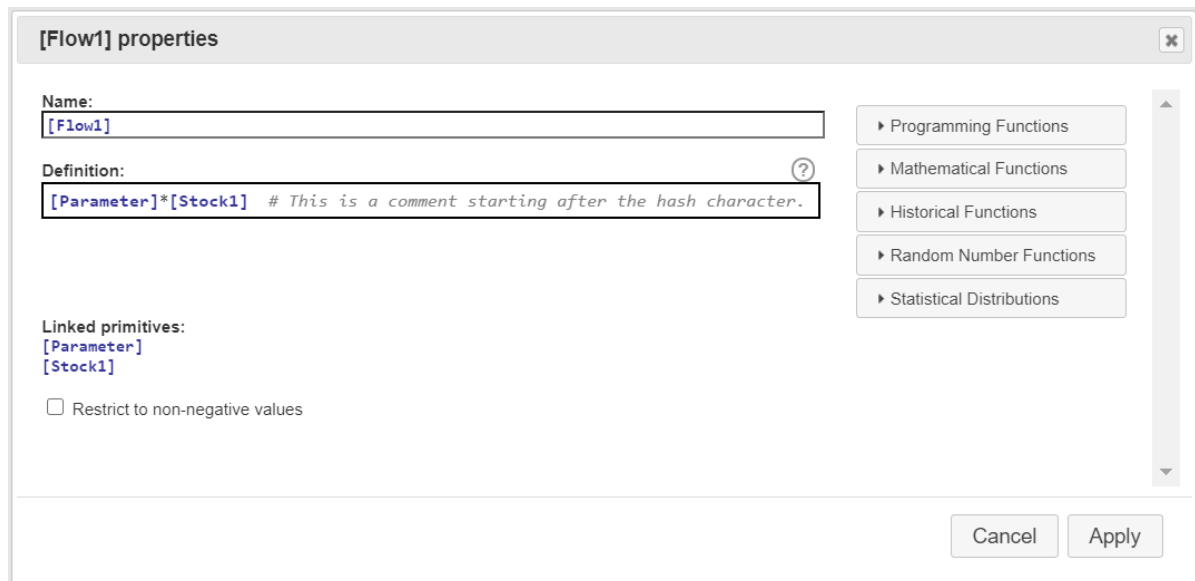 [Flow1] properties
Name:
[Flow1]
Definition:
[Parameter]*[Stock1]  # This is a comment starting after the hash character.
Linked primitives:
[Parameter]
[Stock1]
Restrict to non-negative values
Programming Functions
Mathematical Functions
Historical Functions
Random Number Functions
Statistical Distributions
Cancel
Apply